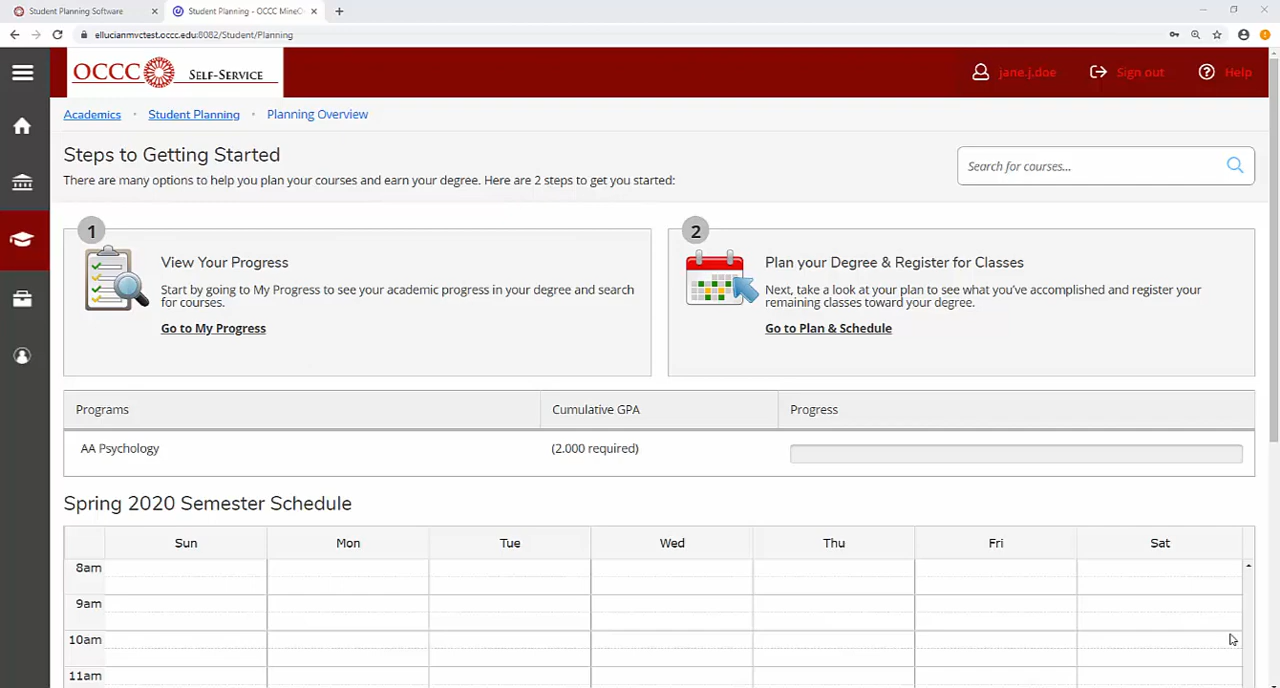 Student Planning Software
Student Planning - OCCC MineO
ellucianmvctest.occc.edu:8082/Student/Planning
OCCC SELF-SERVICE
jane.j.doe Sign out Help
Academics · Student Planning · Planning Overview
Steps to Getting Started
There are many options to help you plan your courses and earn your degree. Here are 2 steps to get you started:
Search for courses...
1
View Your Progress
Start by going to My Progress to see your academic progress in your degree and search
for courses.
Go to My Progress
2
Plan your Degree & Register for Classes
Next, take a look at your plan to see what you've accomplished and register your
remaining classes toward your degree.
Go to Plan & Schedule
Programs Cumulative GPA Progress
AA Psychology (2.000 required)
Spring 2020 Semester Schedule
Sun Mon Tue Wed Thu Fri Sat
8am
9am
10am
11am